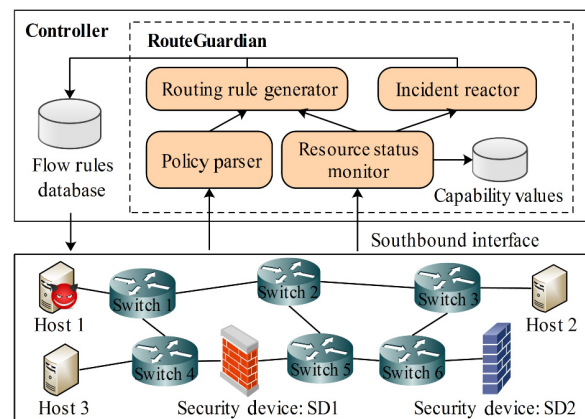 Controller
RouteGuardian
Routing rule generator
Incident reactor
Policy parser
Resource status
monitor
Flow rules
database
Capability values
Southbound interface
Switch 1
Switch 2
Switch 3
Host 1
Host 2
Switch 4
Switch 5
Switch 6
Host 3
Security device: SD1
Security device: SD2